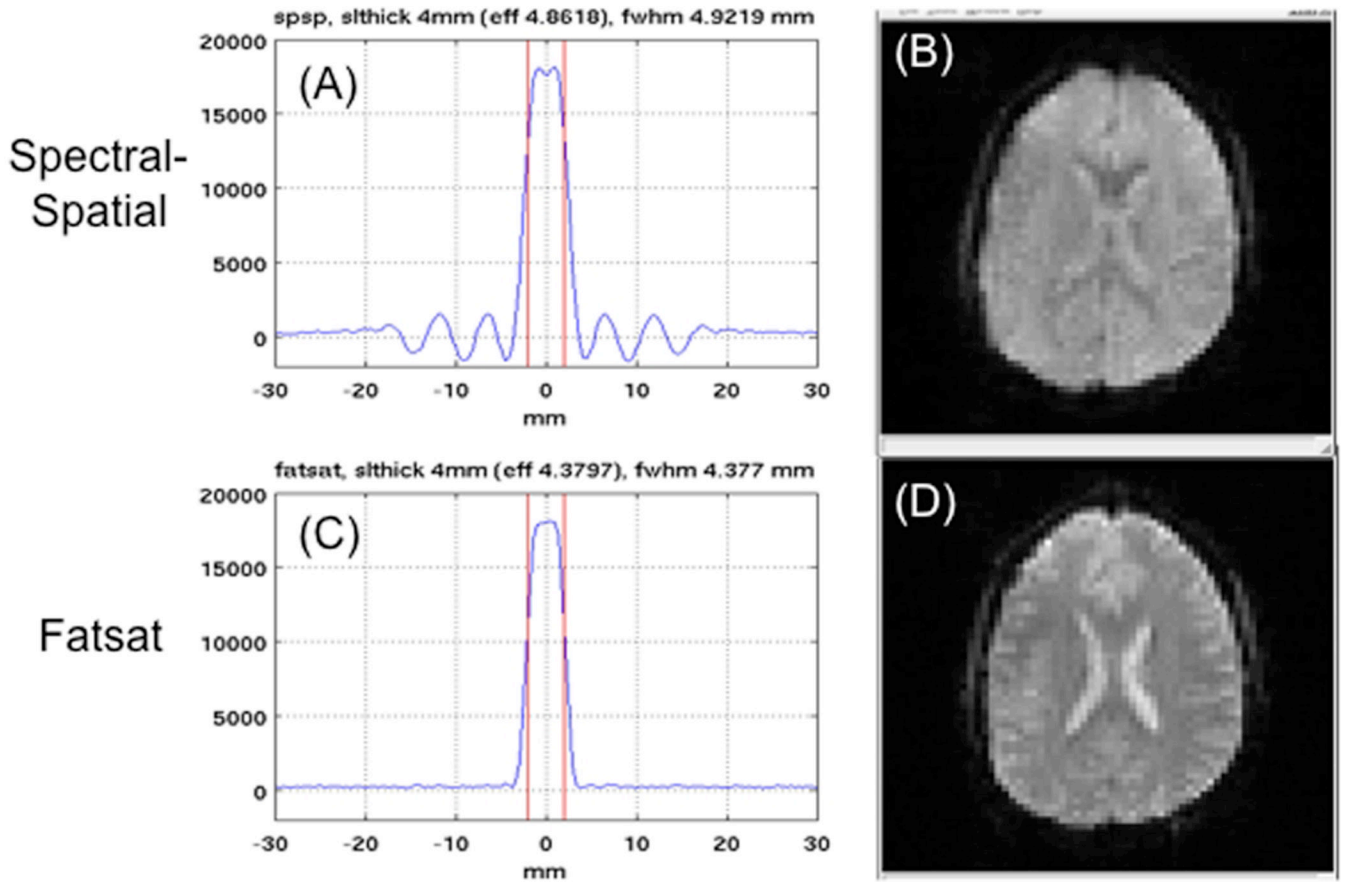 spsp, slthick 4mm (eff 4.8618), fwhm 4.9219 mm
20000
15000
10000
5000
0
-30 -20 -10 0 10 20 30
mm
(A)
Spectral-
Spatial
(B)
fatsat, slthick 4mm (eff 4.3797), fwhm 4.377 mm
20000
15000
10000
5000
0
-30 -20 -10 0 10 20 30
mm
(C)
Fatsat
(D)